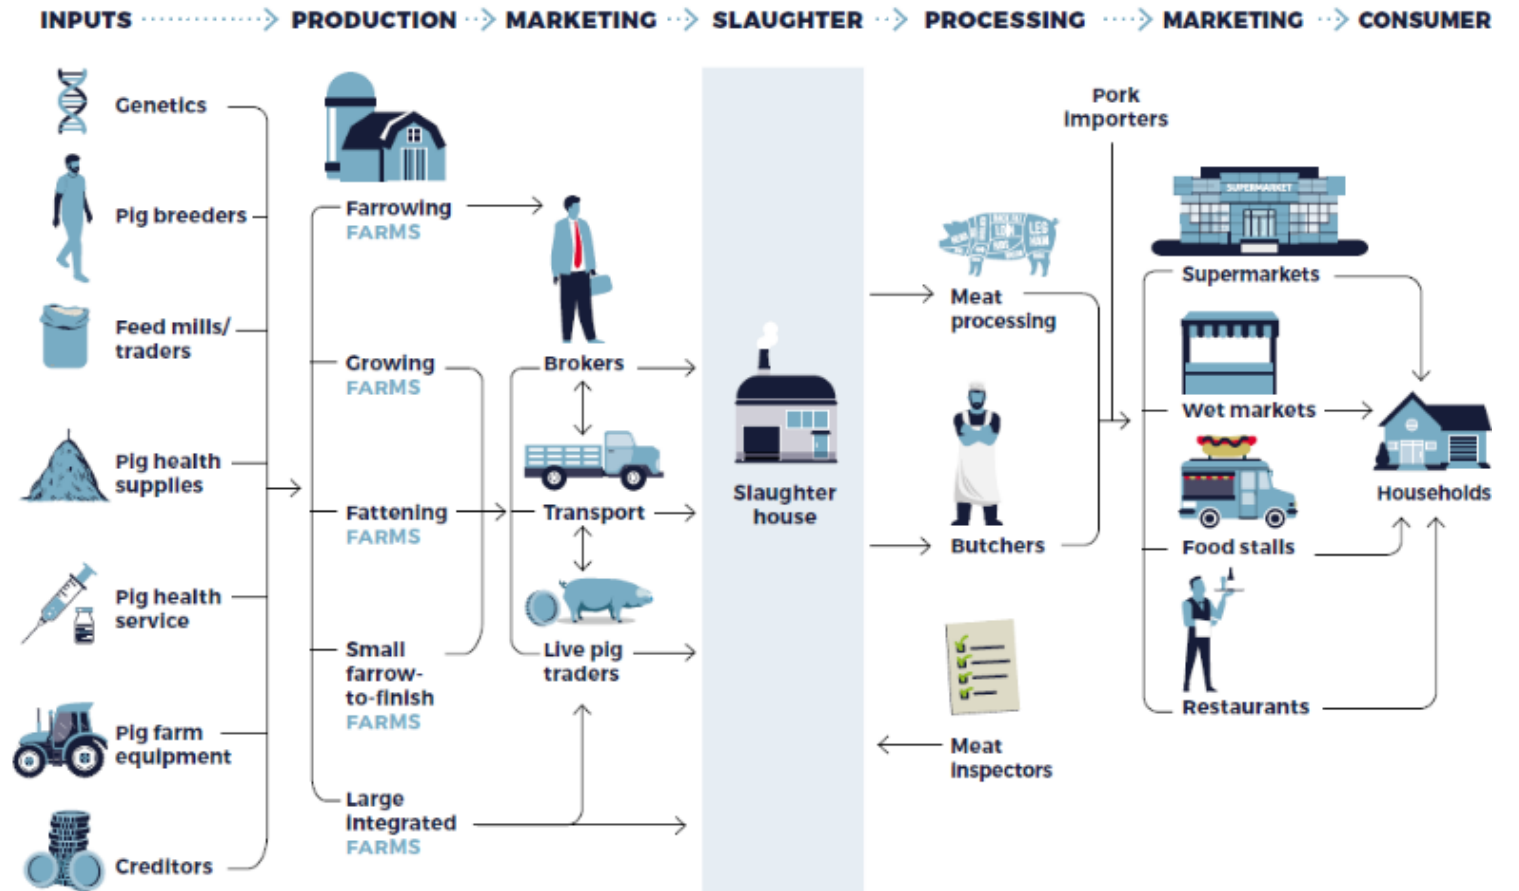 INPUTS
PRODUCTION
MARKETING
SLAUGHTER
PROCESSING
MARKETING
CONSUMER
Genetics
Pig breeders
Feed mills/
traders
Pig health
supplies
Pig health
service
Pig farm
equipment
Creditors
Farrowing
FARMS
Growing
FARMS
Fattening
FARMS
Small
farrow-
to-finish
FARMS
Large
integrated
FARMS
Brokers
Transport
Live pig
traders
Slaughter
house
LOIN
LEG
HAM
Meat
processing
Butchers
Meat
inspectors
Pork
importers
SUPERMARKET
Supermarkets
Wet markets
Food stalls
Restaurants
Households